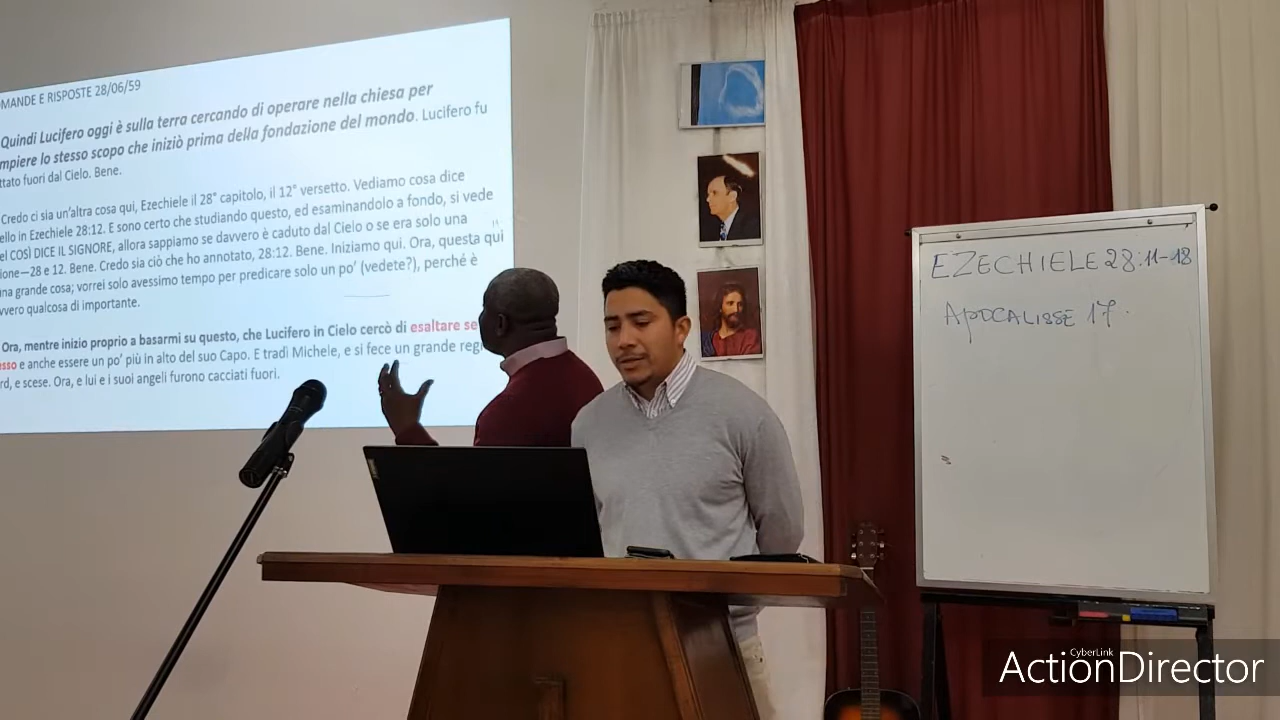 MANDE E RISPOSTE 28/06/59
Quindi Lucifero oggi è sulla terra cercando di operare nella chiesa per
mpiere lo stesso scopo che iniziò prima della fondazione del mondo. Lucifero fu
ttato fuori dal Cielo. Bene.
Credo ci sia un'altra cosa qui, Ezechiele il 28° capitolo, il 12° versetto. Vediamo cosa dice
ello in Ezechiele 28:12. E sono certo che studiando questo, ed esaminandolo a fondo, si vede
el COSÌ DICE IL SIGNORE, allora sappiamo se davvero è caduto dal Cielo o se era solo una
ione—28 e 12. Bene. Credo sia ciò che ho annotato, 28:12. Bene. Iniziamo qui. Ora, questa qui
na grande cosa; vorrei solo avessimo tempo per predicare solo un po' (vedete?), perché è
vvero qualcosa di importante.
Ora, mentre inizio proprio a basarmi su questo, che Lucifero in Cielo cercò di esaltare se
esso e anche essere un po' più in alto del suo Capo. E tradì Michele, e si fece un grande reg
ord, e scese. Ora, e lui e i suoi angeli furono cacciati fuori.
EZECHIELE 28:11-18
APOCALISSE 17.
CyberLink
ActionDirector